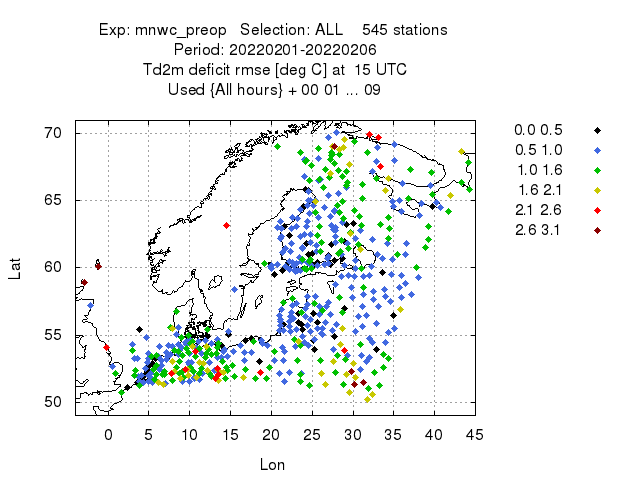 Exp: mnwc_preop   Selection: ALL    545 stations
Period: 20220201-20220206
Td2m deficit rmse [deg C] at  15 UTC
Used {All hours} + 00 01 ... 09
70
65
60
55
50
Lat
0 5 10 15 20 25 30 35 40 45
Lon
0.0 0.5
0.5 1.0
1.0 1.6
1.6 2.1
2.1 2.6
2.6 3.1